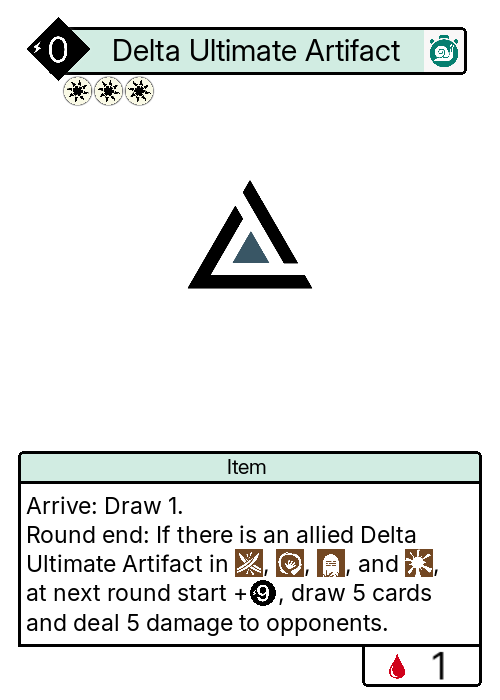 0
Delta Ultimate Artifact
Item
Arrive: Draw 1.
Round end: If there is an allied Delta
Ultimate Artifact in , , , and ,
at next round start +9, draw 5 cards
and deal 5 damage to opponents.
1